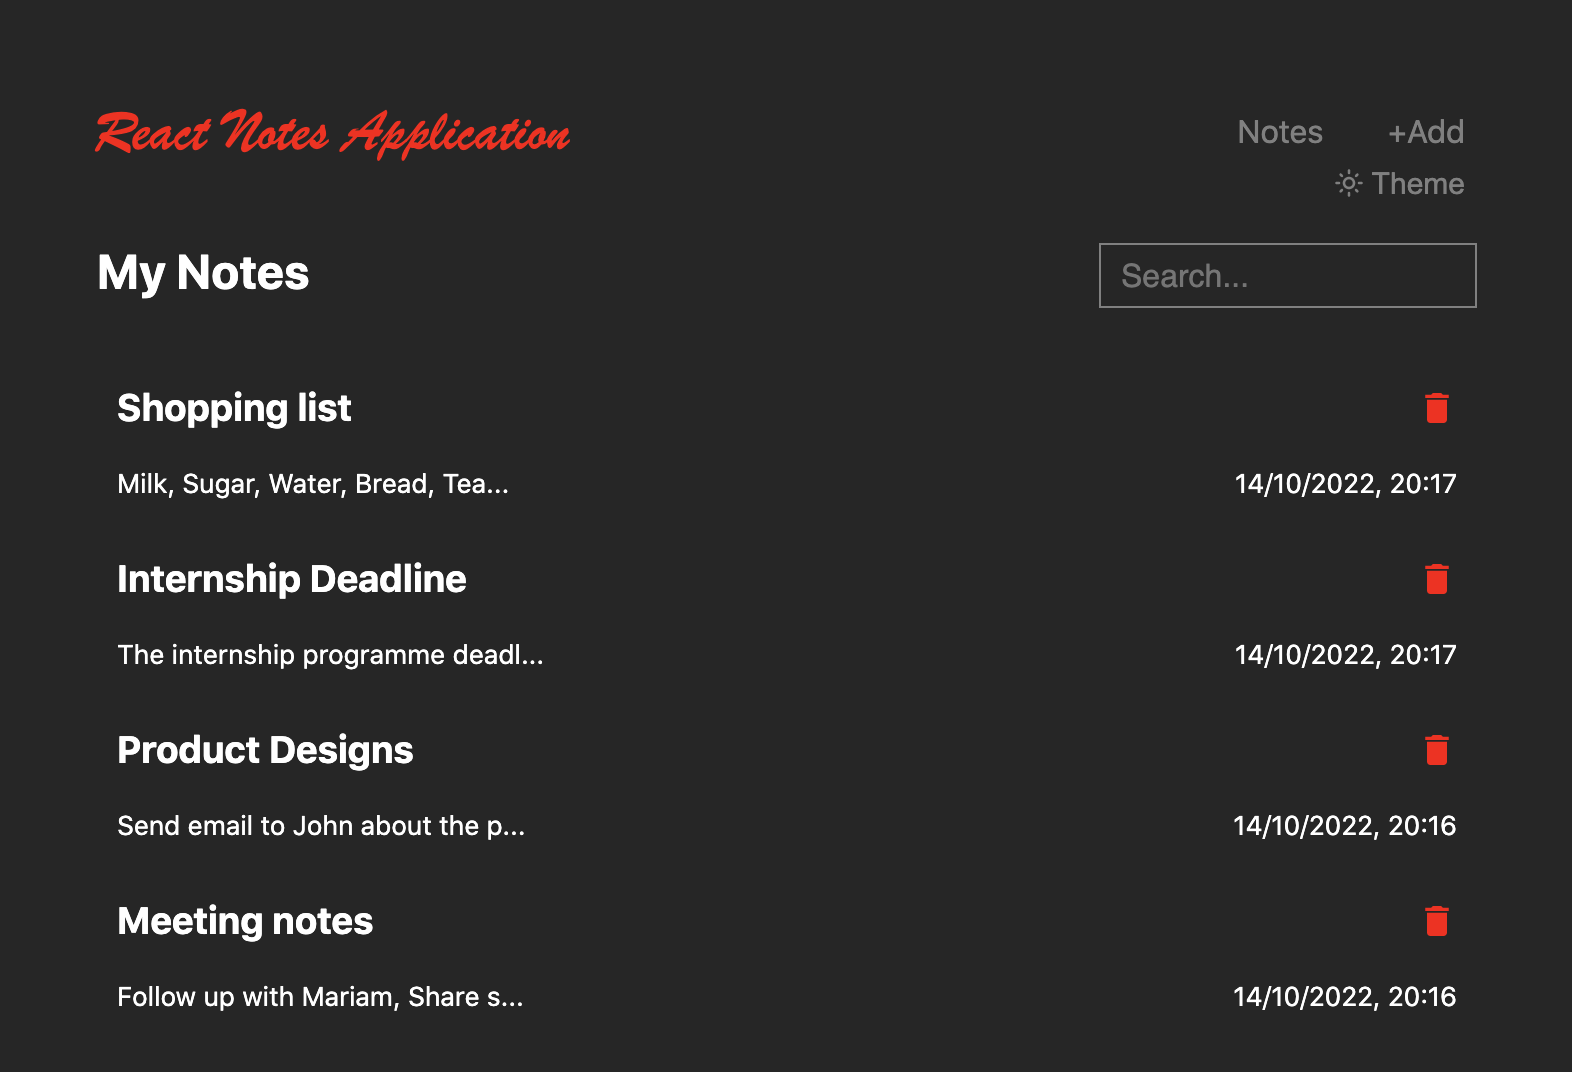 React Notes Application
Notes +Add
Theme
My Notes
Search...
Shopping list
Milk, Sugar, Water, Bread, Tea...
14/10/2022, 20:17
Internship Deadline
The internship programme deadl...
14/10/2022, 20:17
Product Designs
Send email to John about the p...
14/10/2022, 20:16
Meeting notes
Follow up with Mariam, Share s...
14/10/2022, 20:16